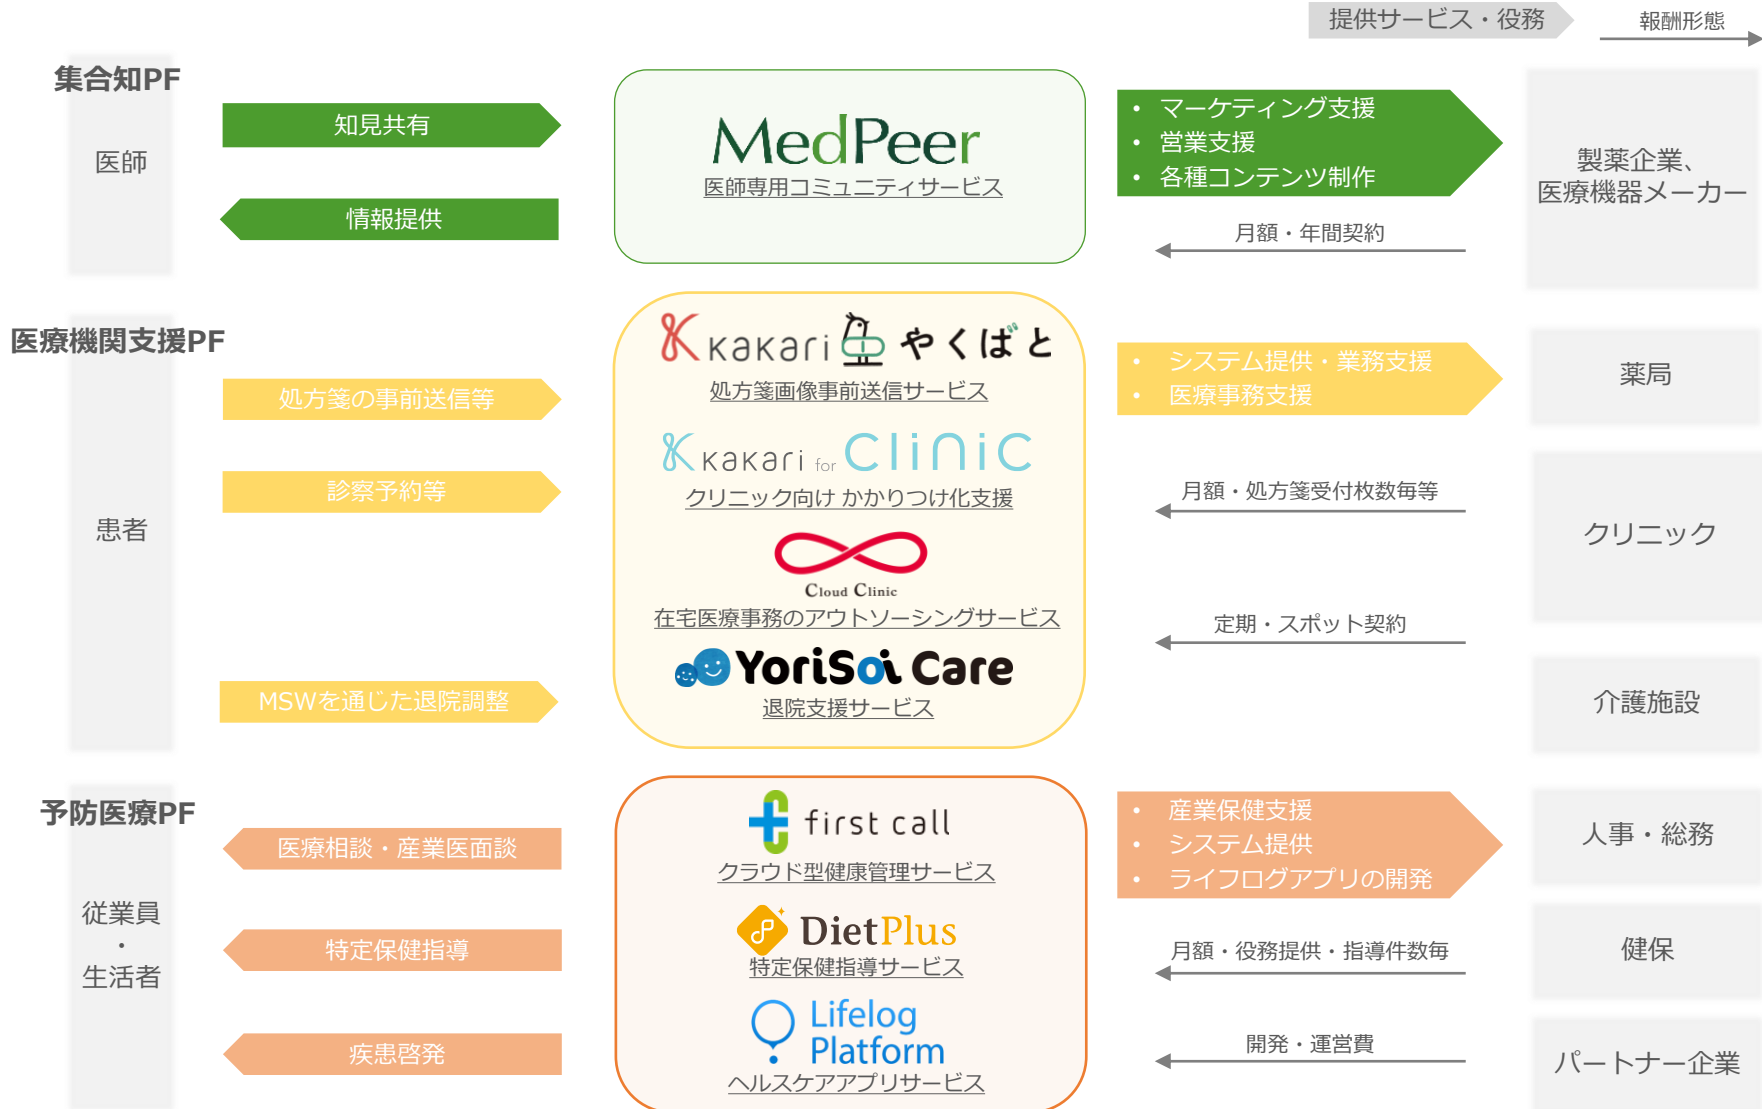 提供サービス・役務
報酬形態
集合知PF
医師
知見共有
情報提供
MedPeer
医師専用コミュニティサービス
• マーケティング支援
• 営業支援
• 各種コンテンツ制作
月額・年間契約
製薬企業、
医療機器メーカー
医療機関支援PF
患者
処方箋の事前送信等
診察予約等
MSWを通じた退院調整
kakari やくばと
処方箋画像事前送信サービス
kakari for CliniC
クリニック向け かかりつけ化支援
Cloud Clinic
在宅医療事務のアウトソーシングサービス
YoriSoi Care
退院支援サービス
• システム提供・業務支援
• 医療事務支援
月額・処方箋受付枚数毎等
定期・スポット契約
薬局
クリニック
介護施設
予防医療PF
従業員
・
生活者
医療相談・産業医面談
特定保健指導
疾患啓発
first call
クラウド型健康管理サービス
DietPlus
特定保健指導サービス
Lifelog
Platform
ヘルスケアアプリサービス
• 産業保健支援
• システム提供
• ライフログアプリの開発
月額・役務提供・指導件数毎
開発・運営費
人事・総務
健保
パートナー企業